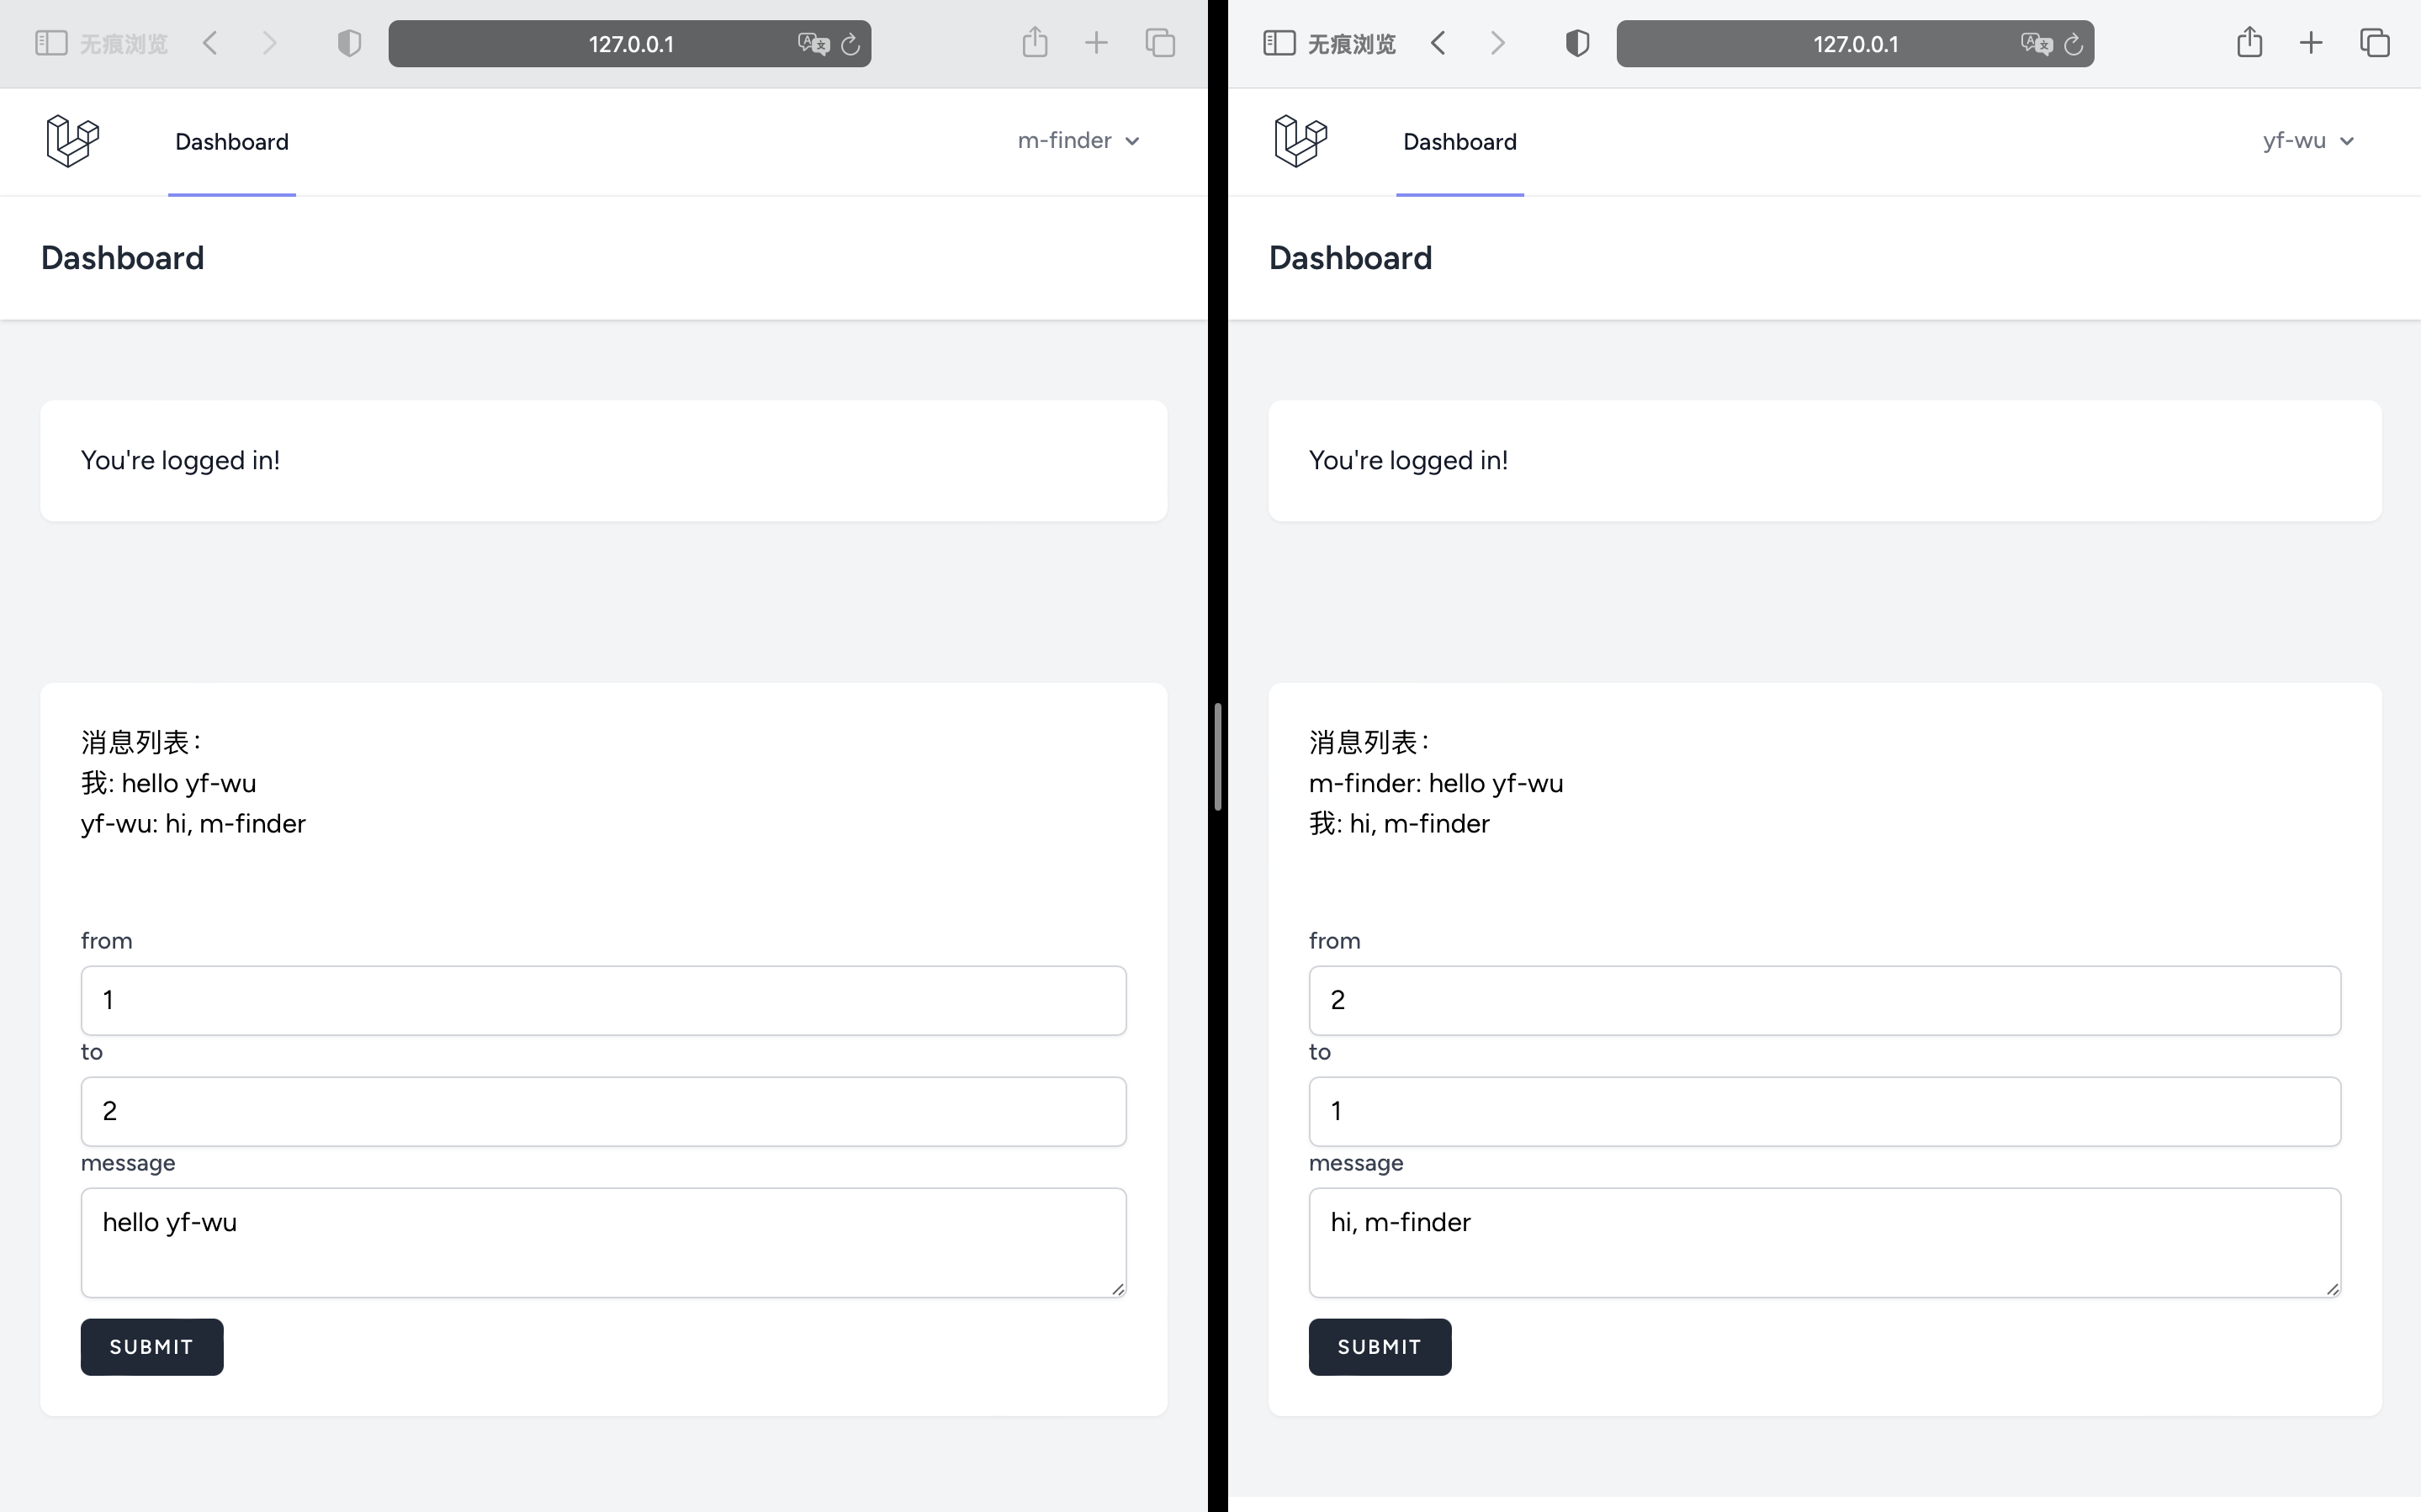 无痕浏览
127.0.0.1
Dashboard
m-finder
Dashboard
You're logged in!
消息列表：
我: hello yf-wu
yf-wu: hi, m-finder
from
1
to
2
message
hello yf-wu
SUBMIT
无痕浏览
127.0.0.1
Dashboard
yf-wu
Dashboard
You're logged in!
消息列表：
m-finder: hello yf-wu
我: hi, m-finder
from
2
to
1
message
hi, m-finder
SUBMIT